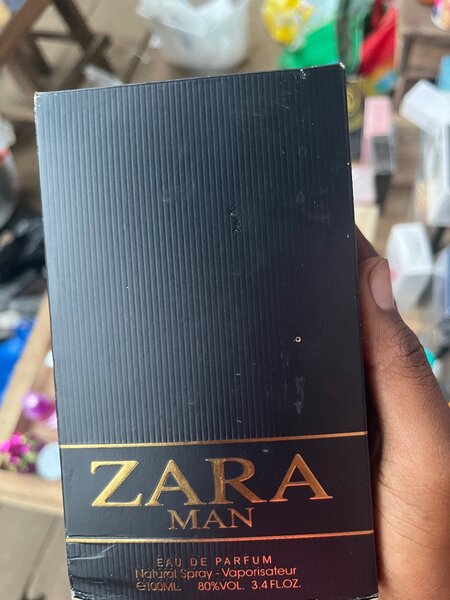 ZARA
MAN
EAU DE PARFUM
Natural Spray - Vaporisateur
℮100ML. 80%VOL. 3.4 FL.OZ.